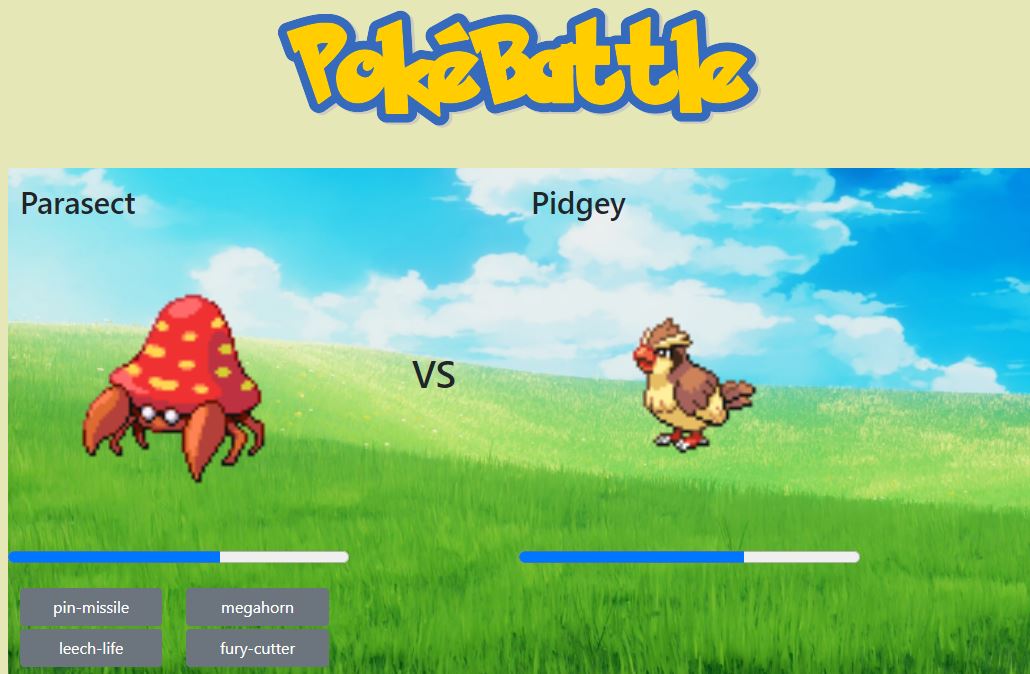 PokéBattle
Parasect
Pidgey
VS
pin-missile
megahorn
leech-life
fury-cutter